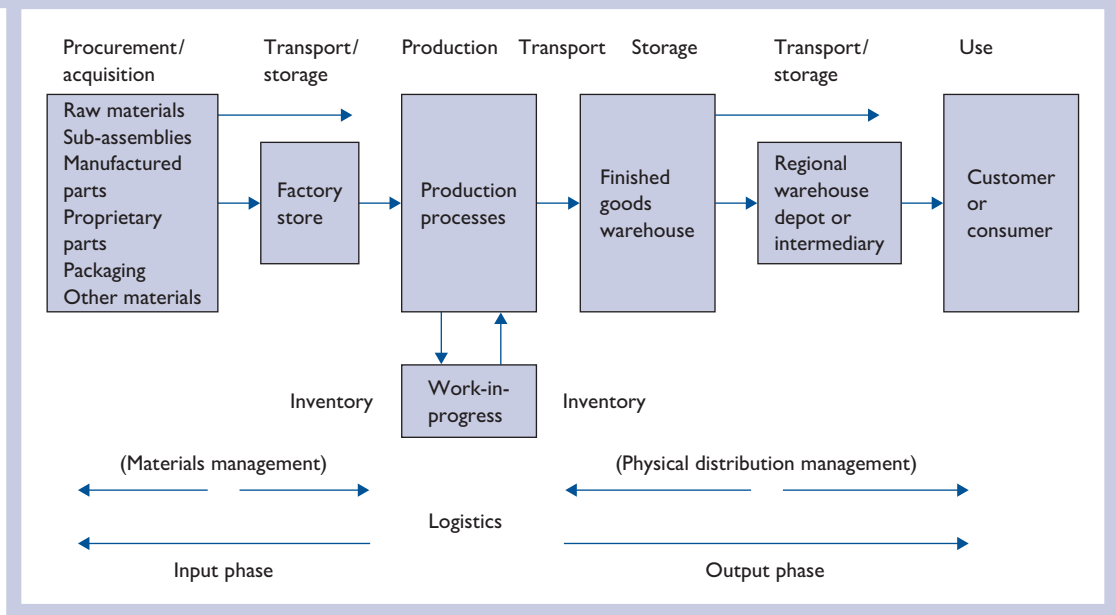 Procurement/
acquisition
Transport/
storage
Production
Transport
Storage
Transport/
storage
Use
Raw materials
Sub-assemblies
Manufactured
parts
Proprietary
parts
Packaging
Other materials
Factory
store
Production
processes
Finished
goods
warehouse
Regional
warehouse
depot or
intermediary
Customer
or
consumer
Inventory
Work-in-
progress
Inventory
(Materials management)
(Physical distribution management)
Logistics
Input phase
Output phase